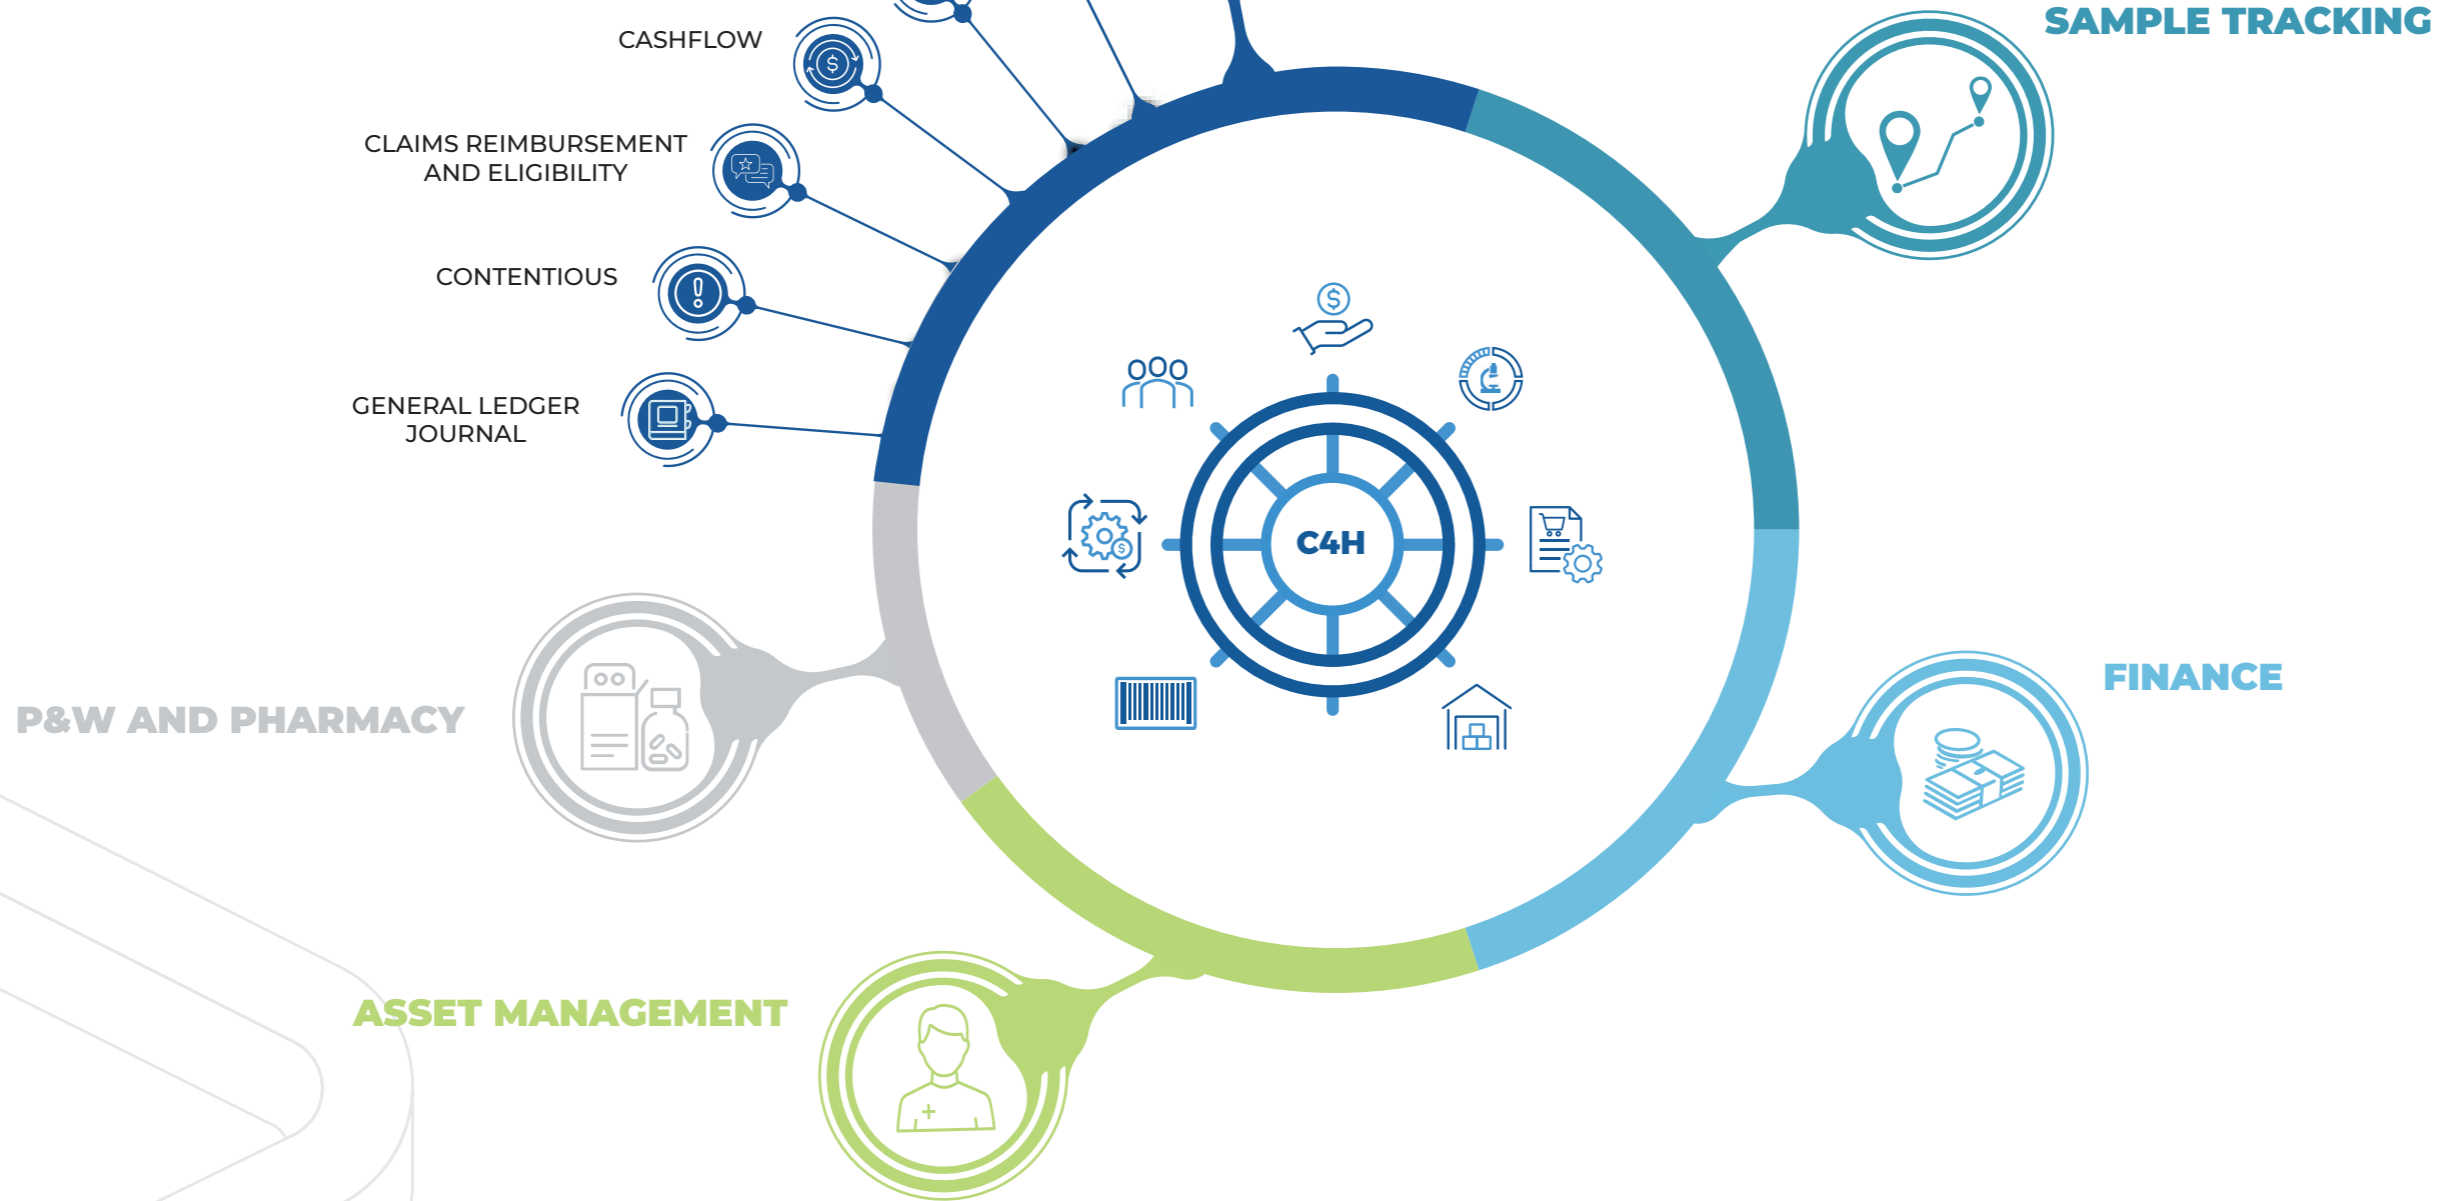 SAMPLE TRACKING
CASHFLOW
CLAIMS REIMBURSEMENT
AND ELIGIBILITY
CONTENTIOUS
GENERAL LEDGER
JOURNAL
C4H
FINANCE
P&W AND PHARMACY
ASSET MANAGEMENT